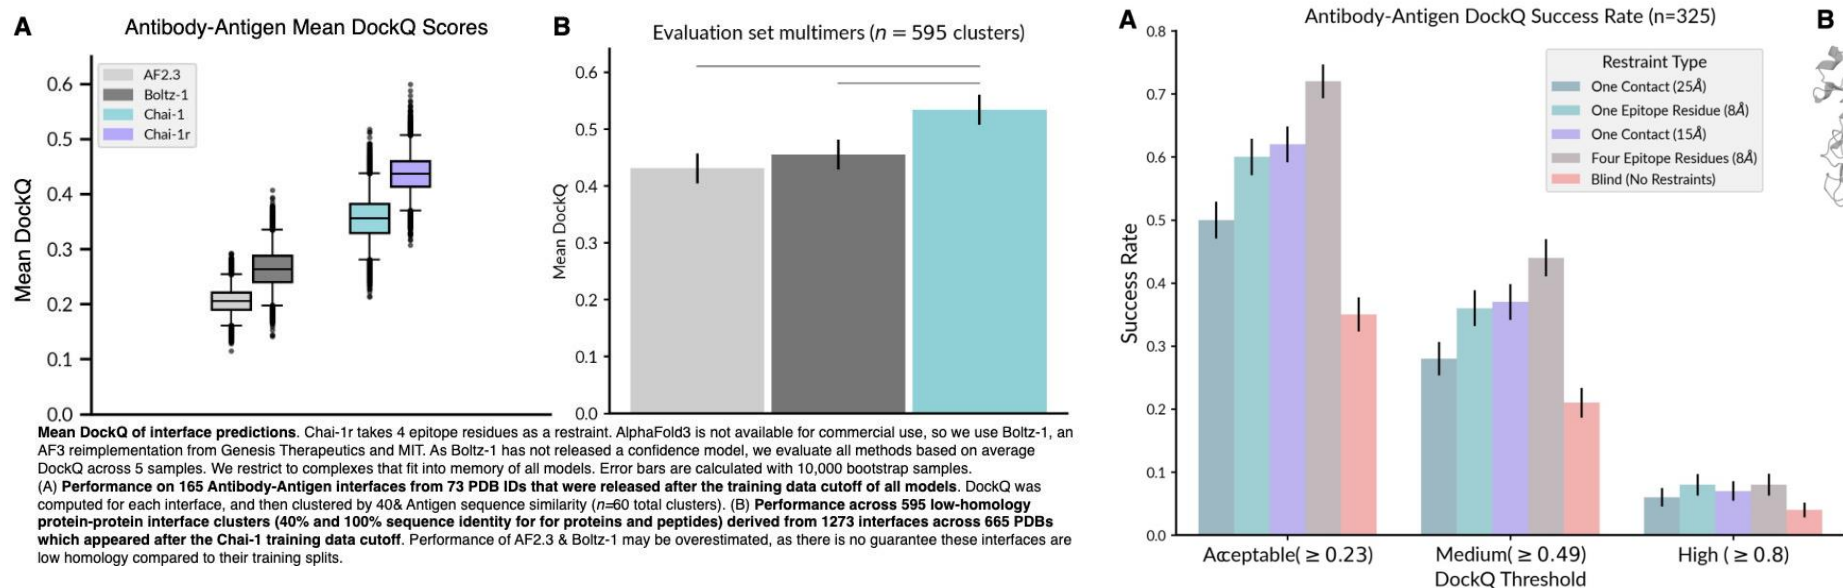 A
Antibody-Antigen Mean DockQ Scores
AF2.3
Boltz-1
Chai-1
Chai-1r
Mean DockQ
0.6
0.5
0.4
0.3
0.2
0.1
0.0
B
Evaluation set multimers (n = 595 clusters)
Mean DockQ
0.6
0.5
0.4
0.3
0.2
0.1
0.0
Mean DockQ of interface predictions. Chai-1r takes 4 epitope residues as a restraint. AlphaFold3 is not available for commercial use, so we use Boltz-1, an
AF3 reimplementation from Genesis Therapeutics and MIT. As Boltz-1 has not released a confidence model, we evaluate all methods based on average
DockQ across 5 samples. We restrict to complexes that fit into memory of all models. Error bars are calculated with 10,000 bootstrap samples.
(A) Performance on 165 Antibody-Antigen interfaces from 73 PDB IDs that were released after the training data cutoff of all models. DockQ was
computed for each interface, and then clustered by 40& Antigen sequence similarity (n=60 total clusters). (B) Performance across 595 low-homology
protein-protein interface clusters (40% and 100% sequence identity for for proteins and peptides) derived from 1273 interfaces across 665 PDBs
which appeared after the Chai-1 training data cutoff. Performance of AF2.3 & Boltz-1 may be overestimated, as there is no guarantee these interfaces are
low homology compared to their training splits.
A
Antibody-Antigen DockQ Success Rate (n=325)
Restraint Type
One Contact (25Å)
One Epitope Residue (8Å)
One Contact (15Å)
Four Epitope Residues (8Å)
Blind (No Restraints)
Success Rate
0.8
0.7
0.6
0.5
0.4
0.3
0.2
0.1
0.0
Acceptable( ≥ 0.23)
Medium( ≥ 0.49)
High ( ≥ 0.8)
DockQ Threshold
B